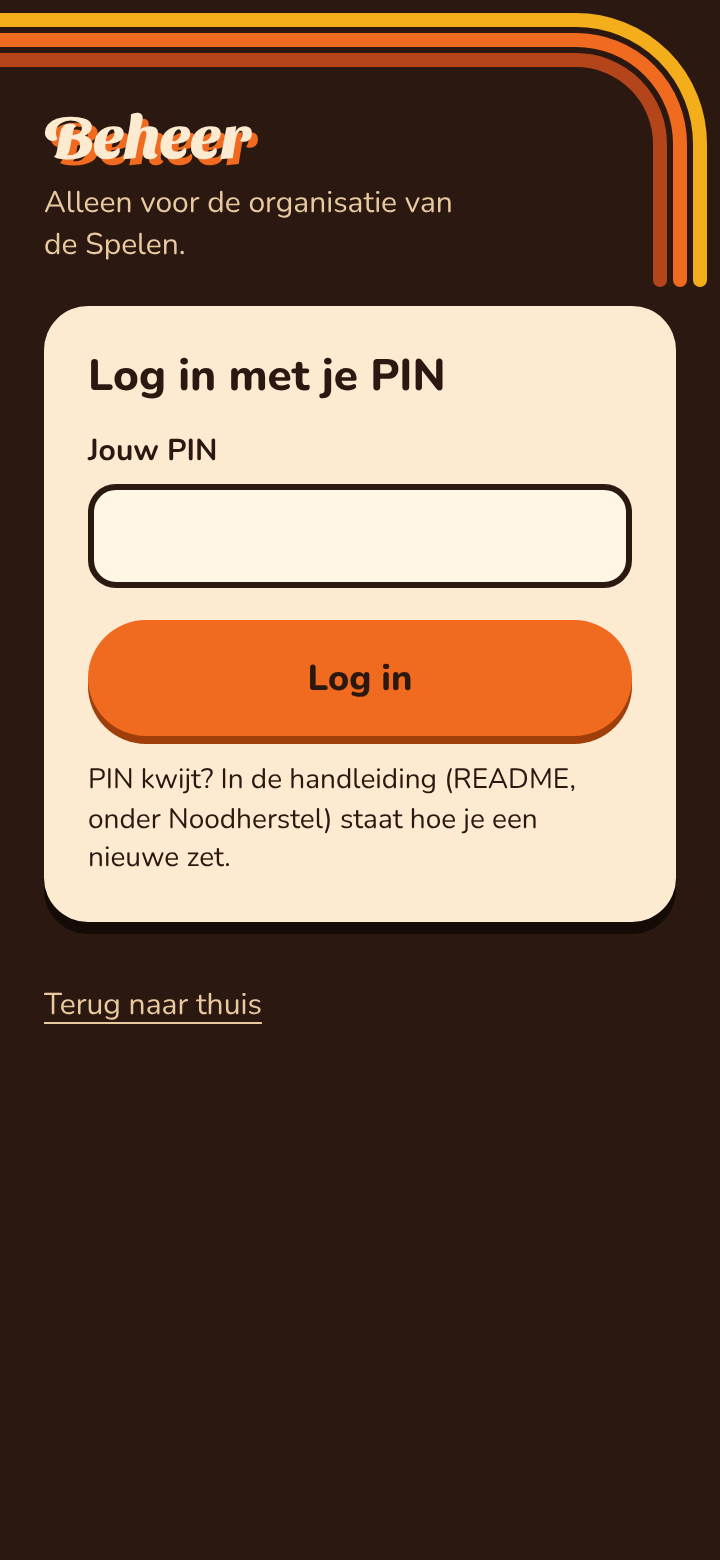 Beheer
Alleen voor de organisatie van
de Spelen.
Log in met je PIN
Jouw PIN
Log in
PIN kwijt? In de handleiding (README,
onder Noodherstel) staat hoe je een
nieuwe zet.
Terug naar thuis